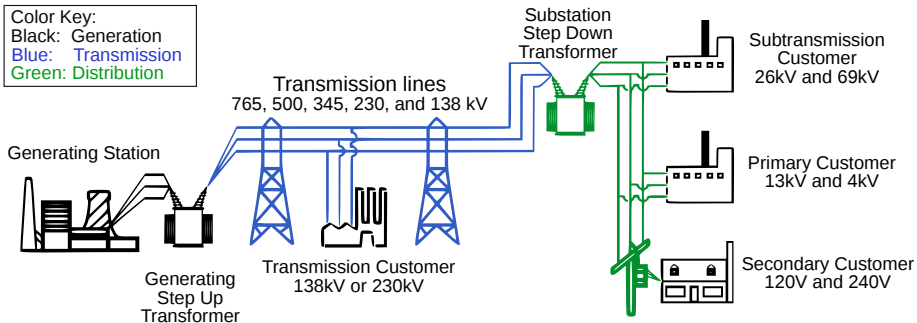 Color Key:
Black: Generation
Blue: Transmission
Green: Distribution
Substation
Step Down
Transformer
Subtransmission
Customer
26kV and 69kV
Transmission lines
765, 500, 345, 230, and 138 kV
Generating Station
Primary Customer
13kV and 4kV
Generating
Step Up
Transformer
Transmission Customer
138kV or 230kV
Secondary Customer
120V and 240V